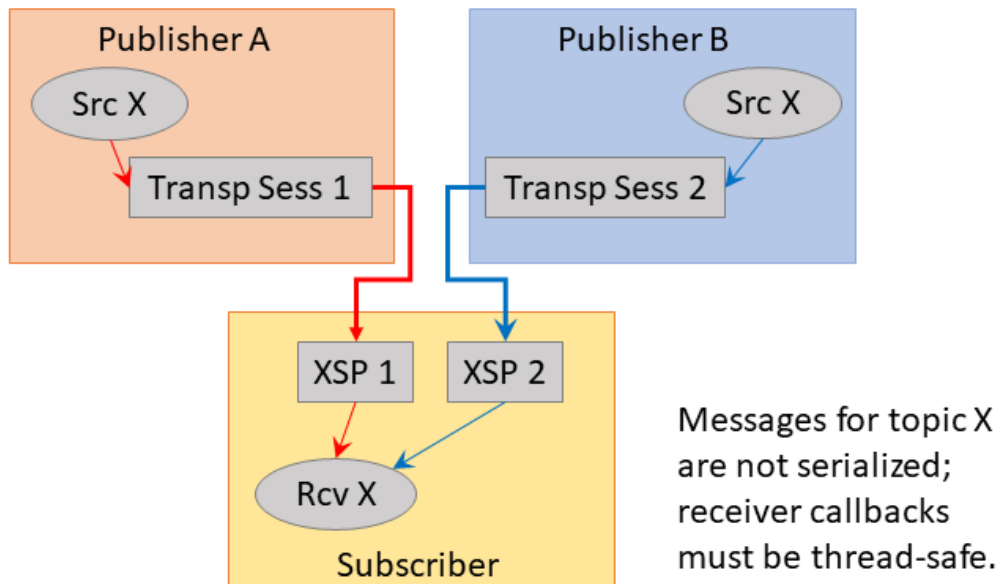 Publisher A
Publisher B
Src X
Src X
Transp Sess 1
Transp Sess 2
XSP 1
XSP 2
Rcv X
Subscriber
Messages for topic X
are not serialized;
receiver callbacks
must be thread-safe.